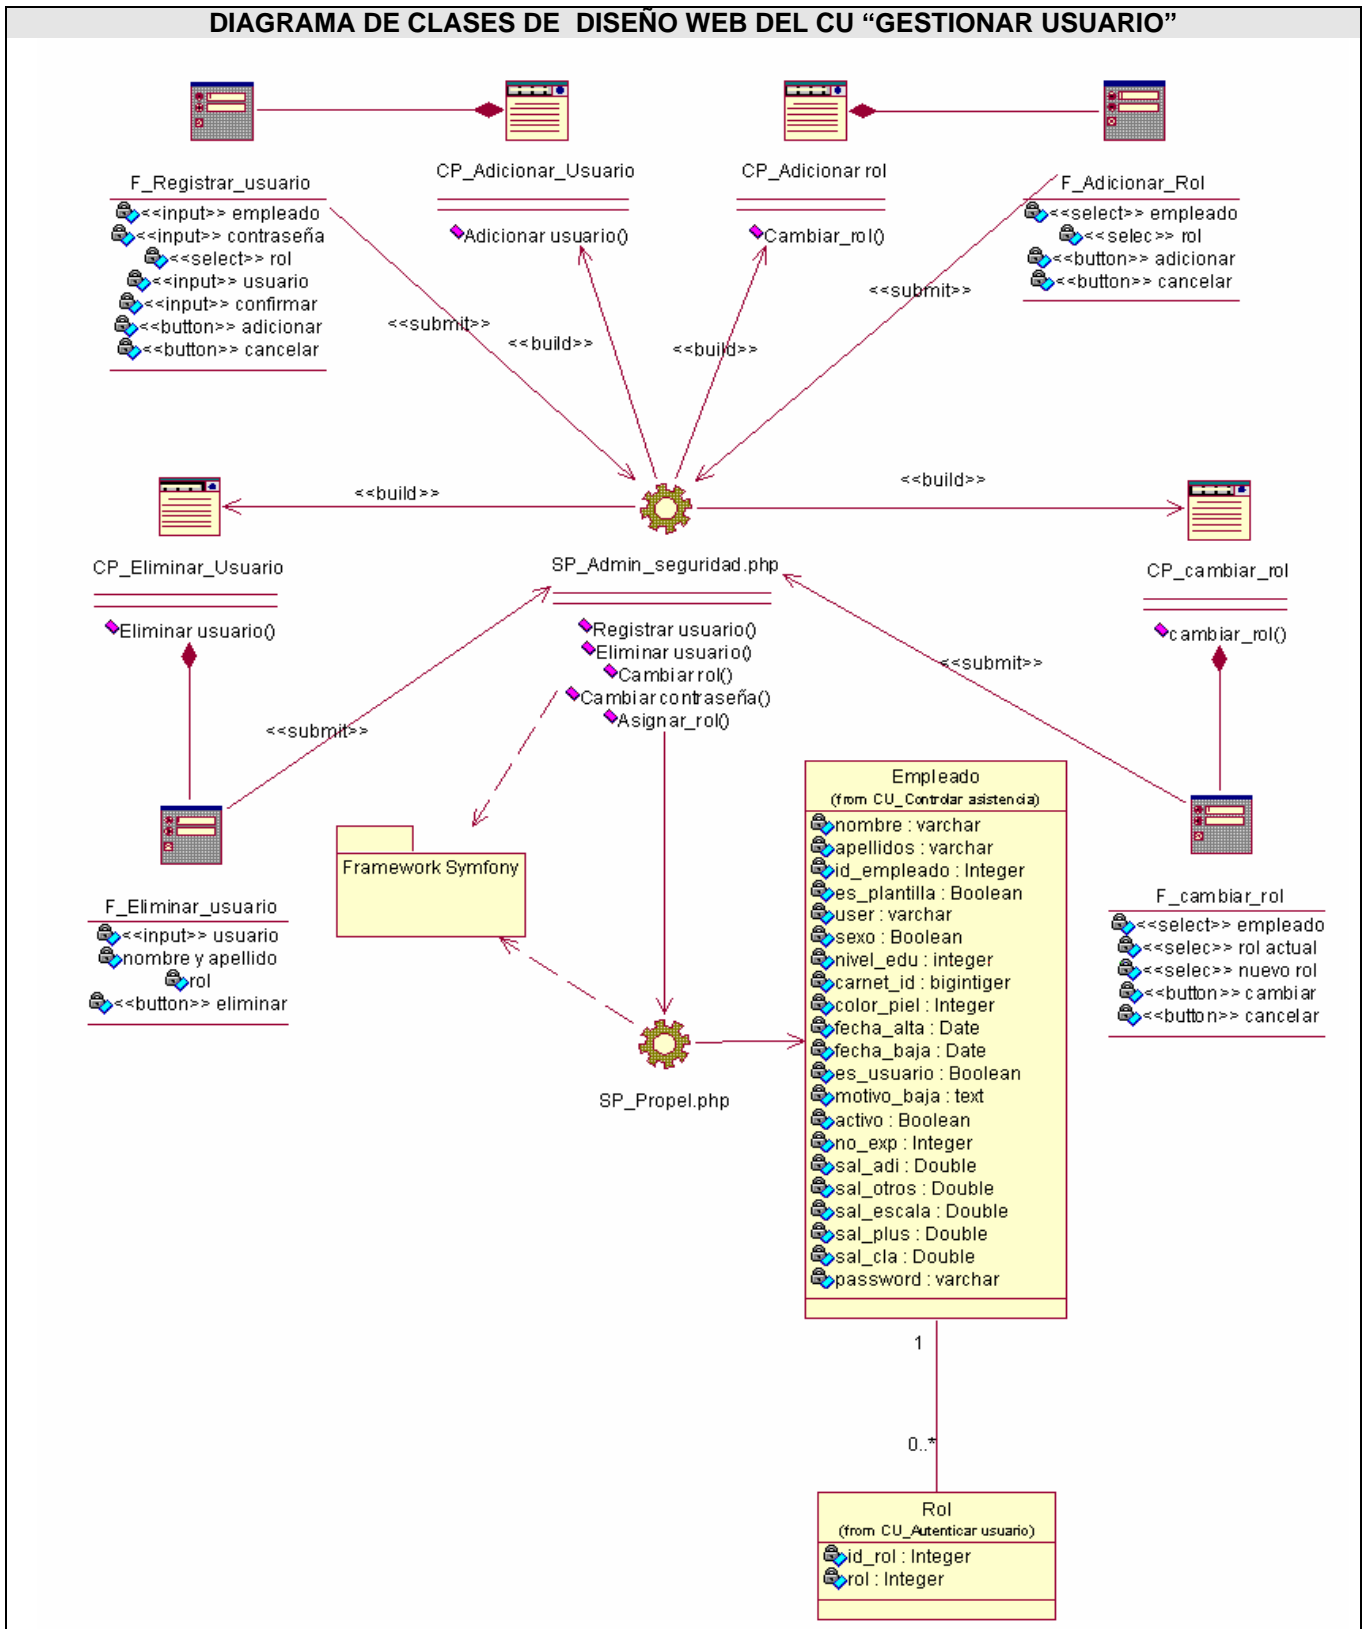 DIAGRAMA DE CLASES DE DISEÑO WEB DEL CU “GESTIONAR USUARIO”
F_Registrar_usuario
<<input>> empleado
<<input>> contraseña
<<select>> rol
<<input>> usuario
<<input>> confirmar
<<button>> adicionar
<<button>> cancelar
CP_Adicionar_Usuario
Adicionar usuario()
CP_Adicionar rol
Cambiar_rol()
F_Adicionar_Rol
<<select>> empleado
<<selec>> rol
<<button>> adicionar
<<button>> cancelar
<<submit>>
<<build>>
<<build>>
<<submit>>
<<build>>
<<build>>
CP_Eliminar_Usuario
Eliminar usuario()
SP_Admin_seguridad.php
Registrar usuario()
Eliminar usuario()
Cambiar rol()
Cambiar contraseña()
Asignar_rol()
CP_cambiar_rol
cambiar_rol()
<<submit>>
<<submit>>
F_Eliminar_usuario
<<input>> usuario
nombre y apellido
rol
<<button>> eliminar
Framework Symfony
SP_Propel.php
Empleado
(from CU_Controlar asistencia)
nombre : varchar
apellidos : varchar
id_empleado : Integer
es_plantilla : Boolean
user : varchar
sexo : Boolean
nivel_edu : integer
carnet_id : bigintiger
color_piel : Integer
fecha_alta : Date
fecha_baja : Date
es_usuario : Boolean
motivo_baja : text
activo : Boolean
no_exp : Integer
sal_adi : Double
sal_otros : Double
sal_escala : Double
sal_plus : Double
sal_cla : Double
password : varchar
F_cambiar_rol
<<select>> empleado
<<selec>> rol actual
<<selec>> nuevo rol
<<button>> cambiar
<<button>> cancelar
1
0..*
Rol
(from CU_Autenticar usuario)
id_rol : Integer
rol : Integer